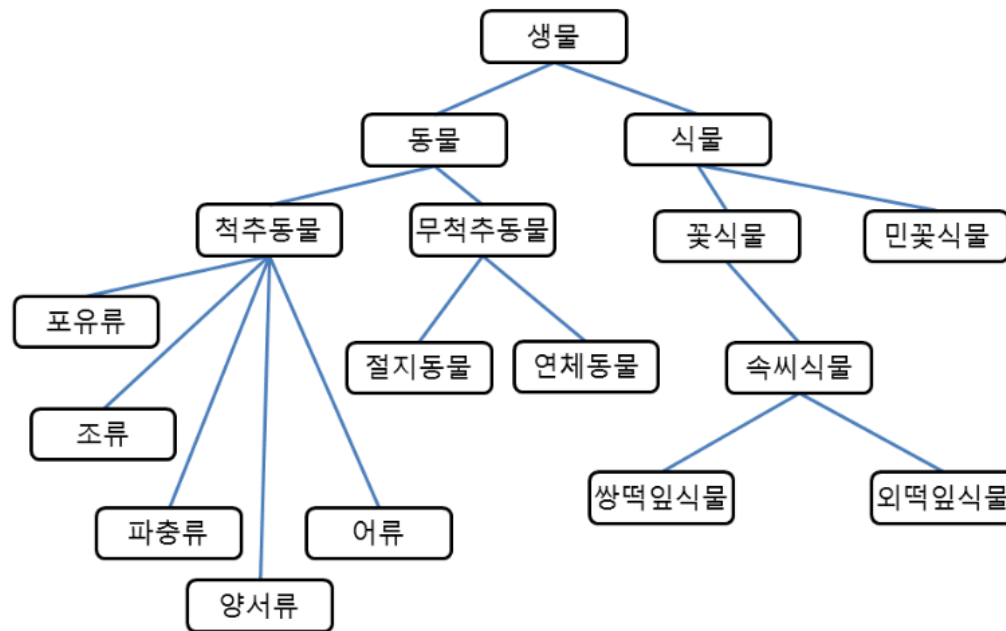 생물
동물
식물
척추동물
무척추동물
꽃식물
민꽃식물
포유류
절지동물
연체동물
속씨식물
조류
쌍떡잎식물
외떡잎식물
파충류
어류
양서류